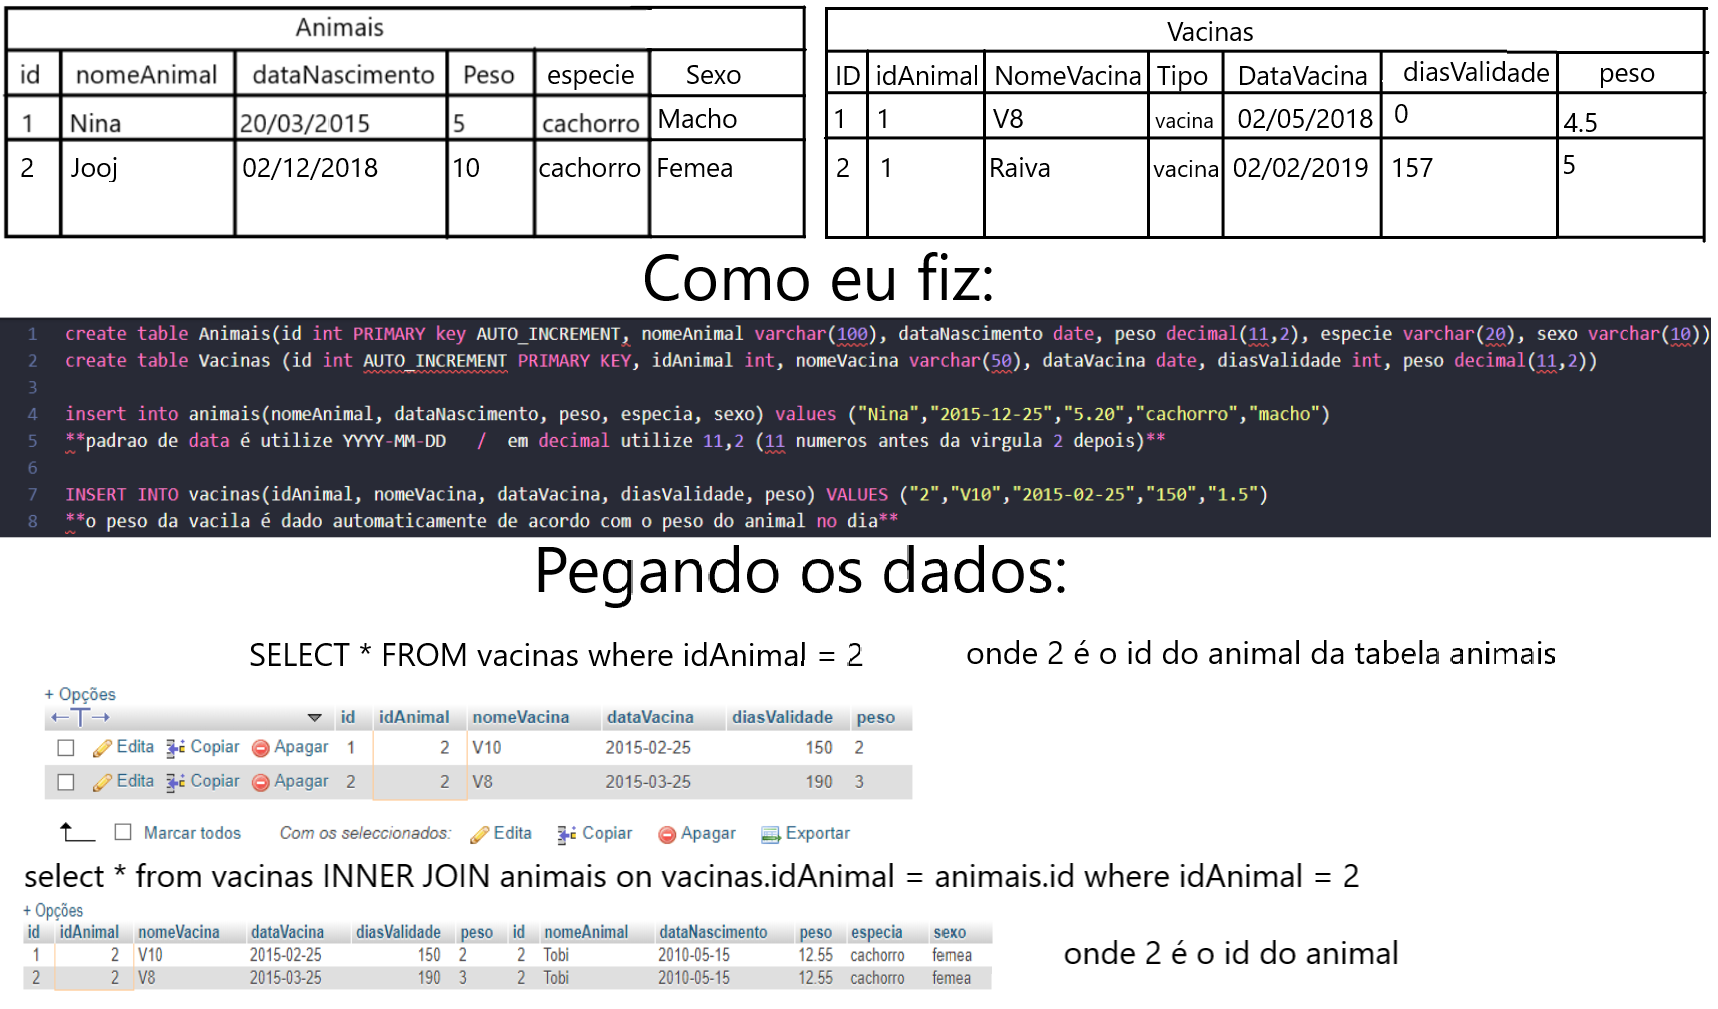 Animais
id nomeAnimal dataNascimento Peso especie Sexo
1 Nina 20/03/2015 5 cachorro Macho
2 Jooj 02/12/2018 10 cachorro Femea
Vacinas
ID idAnimal NomeVacina Tipo DataVacina diasValidade peso
1 1 V8 vacina 02/05/2018 0 4.5
2 1 Raiva vacina 02/02/2019 157 5
Como eu fiz:
1 create table Animais(id int PRIMARY key AUTO_INCREMENT, nomeAnimal varchar(100), dataNascimento date, peso decimal(11,2), especie varchar(20), sexo varchar(10))
2 create table Vacinas (id int AUTO_INCREMENT PRIMARY KEY, idAnimal int, nomeVacina varchar(50), dataVacina date, diasValidade int, peso decimal(11,2))
3
4 insert into animais(nomeAnimal, dataNascimento, peso, especia, sexo) values ("Nina","2015-12-25","5.20","cachorro","macho")
5 **padrao de data é utilize YYYY-MM-DD / em decimal utilize 11,2 (11 numeros antes da virgula 2 depois)**
6
7 INSERT INTO vacinas(idAnimal, nomeVacina, dataVacina, diasValidade, peso) VALUES ("2","V10","2015-02-25","150","1.5")
8 **o peso da vacila é dado automaticamente de acordo com o peso do animal no dia**
Pegando os dados:
SELECT * FROM vacinas where idAnimal = 2 onde 2 é o id do animal da tabela animais
+ Opções
←T→ id idAnimal nomeVacina dataVacina diasValidade peso
Edita Copiar Apagar 1 2 V10 2015-02-25 150 2
Edita Copiar Apagar 2 2 V8 2015-03-25 190 3
Marcar todos Com os seleccionados: Edita Copiar Apagar Exportar
select * from vacinas INNER JOIN animais on vacinas.idAnimal = animais.id where idAnimal = 2
+ Opções
id idAnimal nomeVacina dataVacina diasValidade peso id nomeAnimal dataNascimento peso especia sexo
1 2 V10 2015-02-25 150 2 2 Tobi 2010-05-15 12.55 cachorro femea
2 2 V8 2015-03-25 190 3 2 Tobi 2010-05-15 12.55 cachorro femea
onde 2 é o id do animal